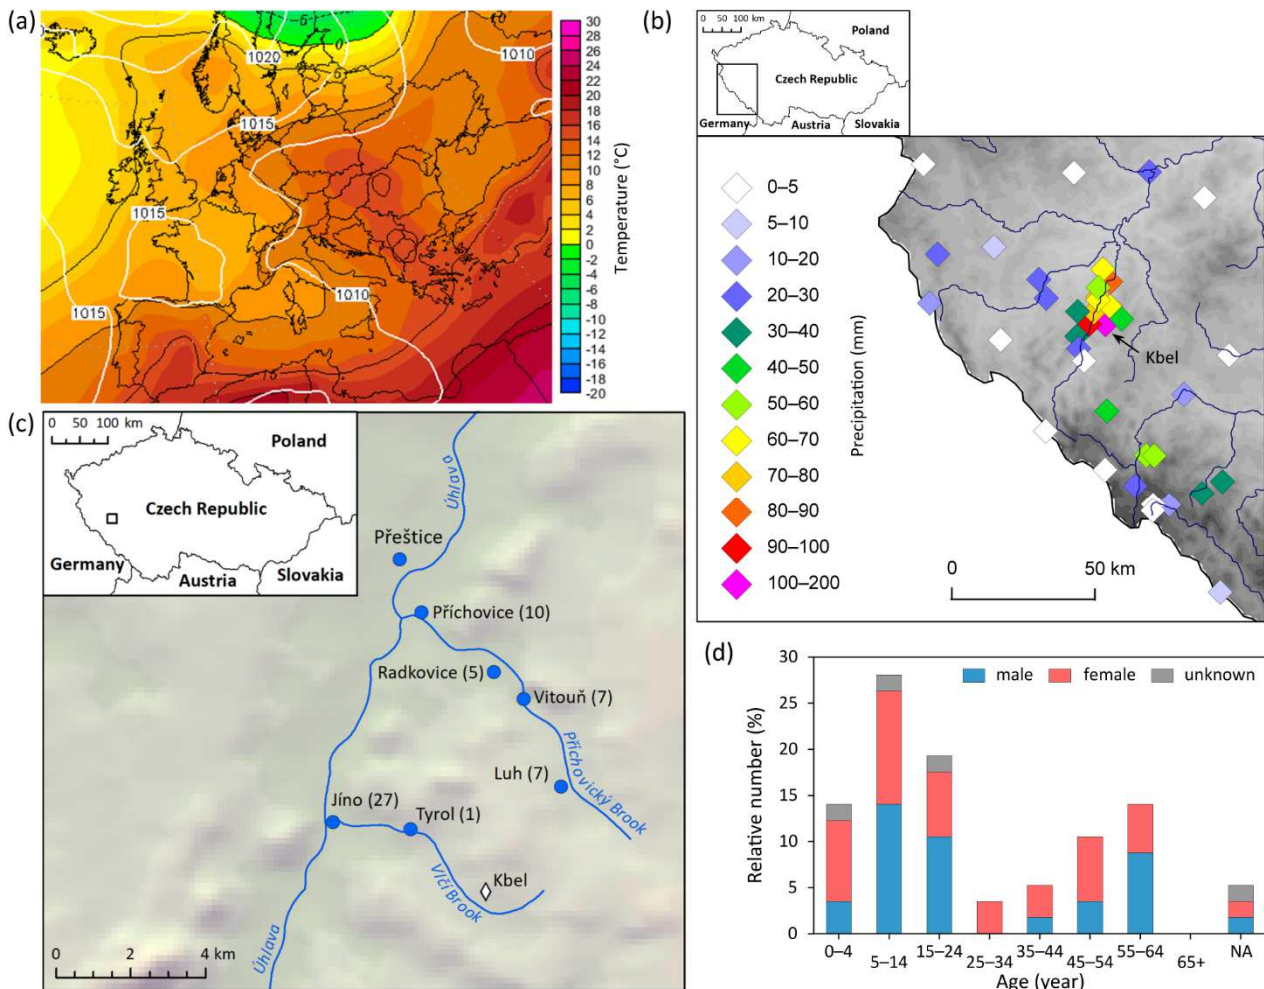 (a)
1020
1010
1015
1015
1015
1010
-5
0
5
15
30
28
26
24
22
20
18
16
14
12
10
8
6
4
2
0
-2
-4
-6
-8
-10
-12
-14
-16
-18
-20
Temperature (°C)
(b)
0 50 100 km
Poland
Czech Republic
Germany
Austria
Slovakia
0–5
5–10
10–20
20–30
30–40
40–50
50–60
60–70
70–80
80–90
90–100
100–200
Precipitation (mm)
Kbel
0 50 km
(c)
0 50 100 km
Poland
Czech Republic
Germany
Austria
Slovakia
Úhlava
Přeštice
Příchovice (10)
Radkovice (5)
Vitouň (7)
Příchovický Brook
Luh (7)
Jíno (27)
Tyrol (1)
Kbel
Vlčí Brook
Úhlava
0 2 4 km
(d)
male female unknown
30
25
20
15
10
5
0
Relative number (%)
0–4
5–14
15–24
25–34
35–44
45–54
55–64
65+
NA
Age (year)